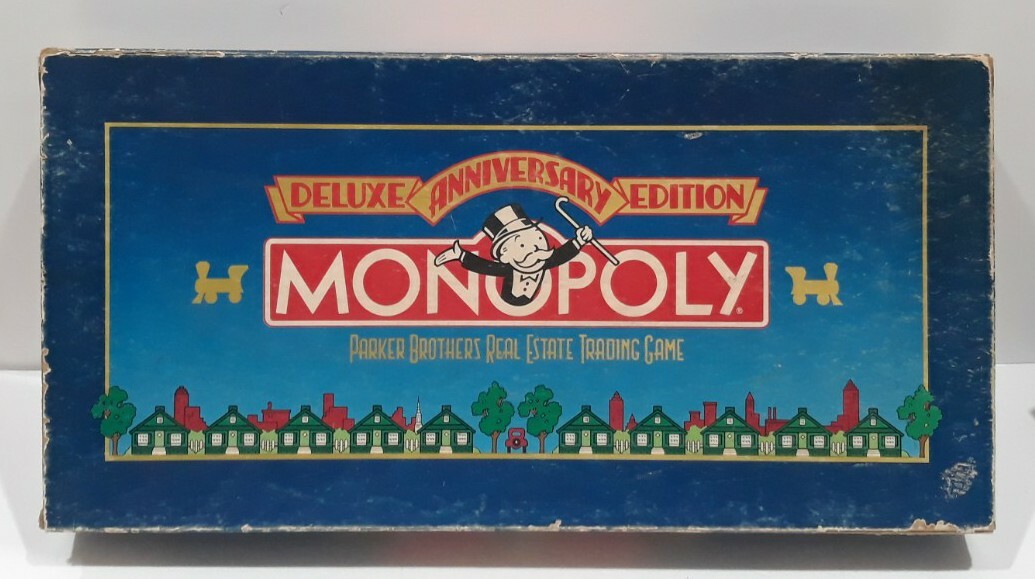 DELUXE ANNIVERSARY EDITION
MONOPOLY®
PARKER BROTHERS REAL ESTATE TRADING GAME